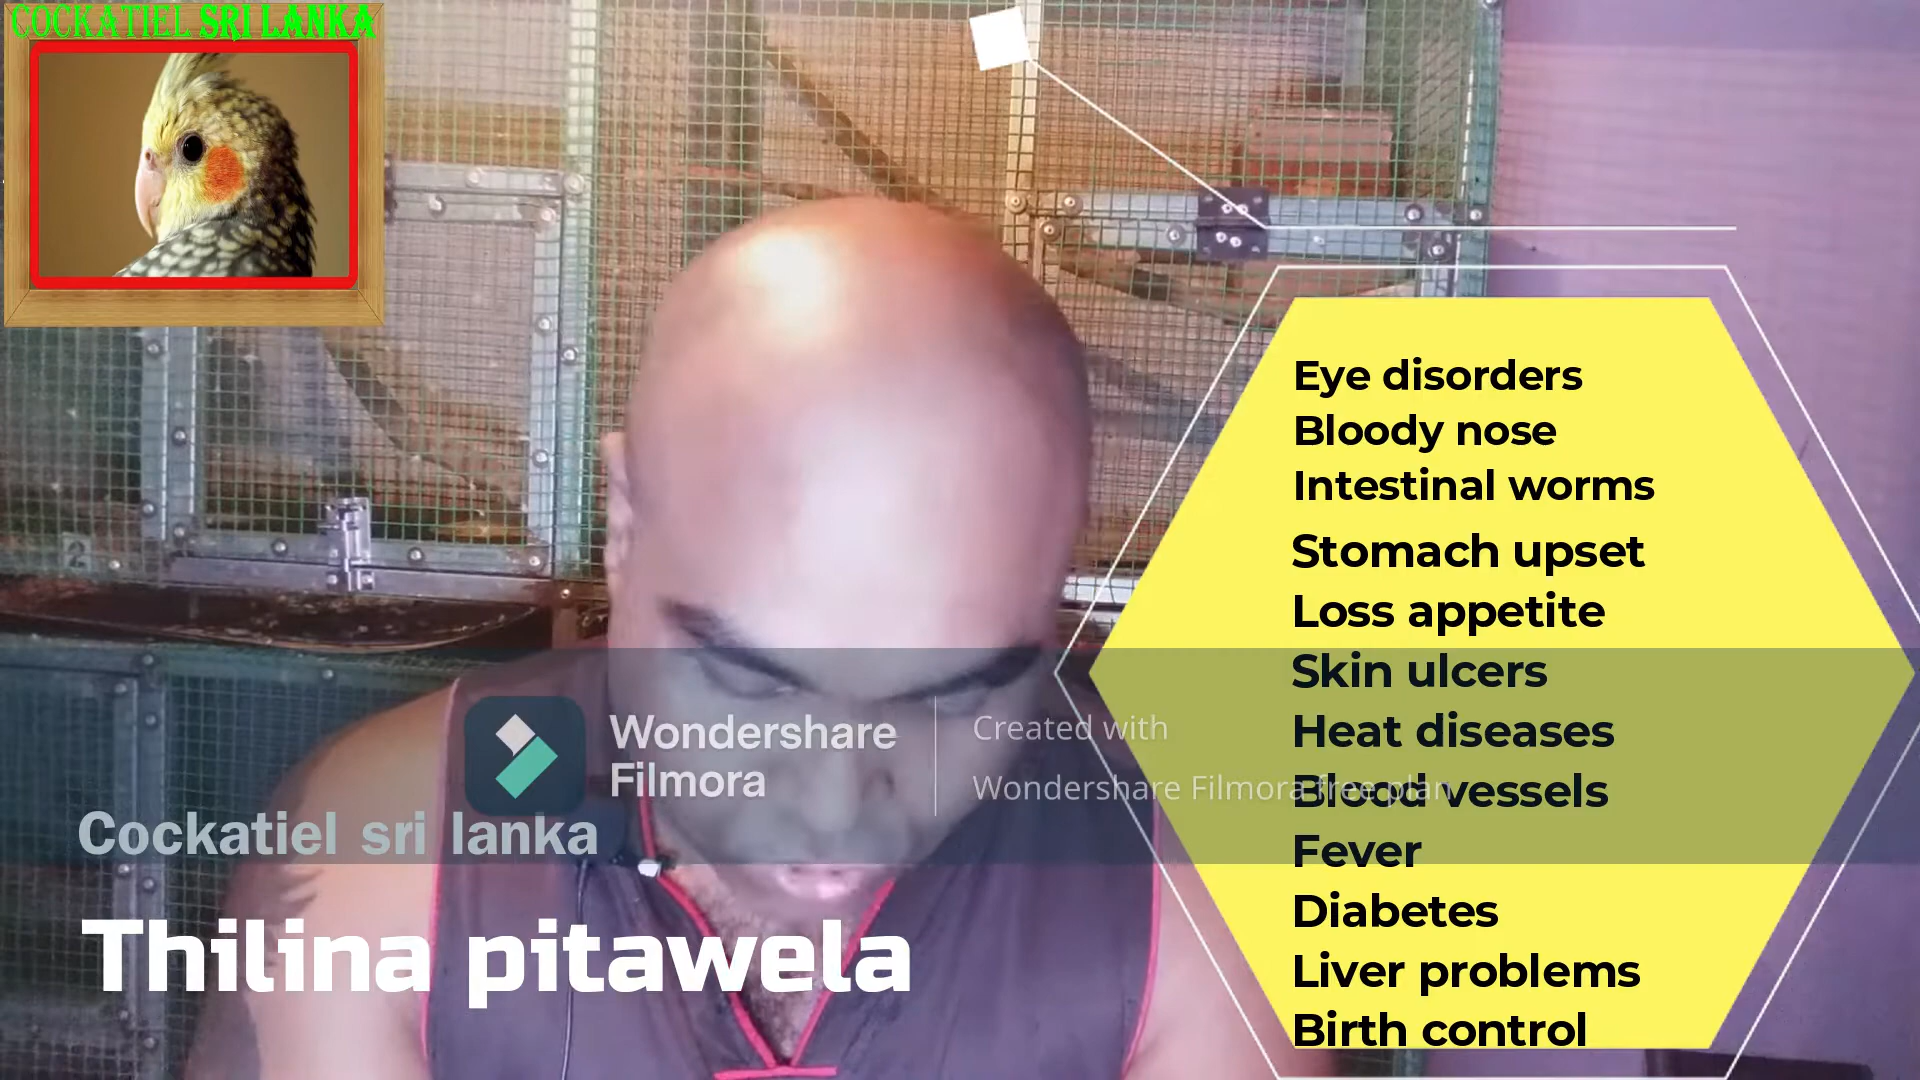 COCKATIEL SRI LANKA
Eye disorders
Bloody nose
Intestinal worms
Stomach upset
Loss appetite
Skin ulcers
Heat diseases
Blood vessels
Fever
Diabetes
Liver problems
Birth control
Wondershare
Filmora
Created with
Wondershare Filmora free plan
Cockatiel sri lanka
Thilina pitawela
2